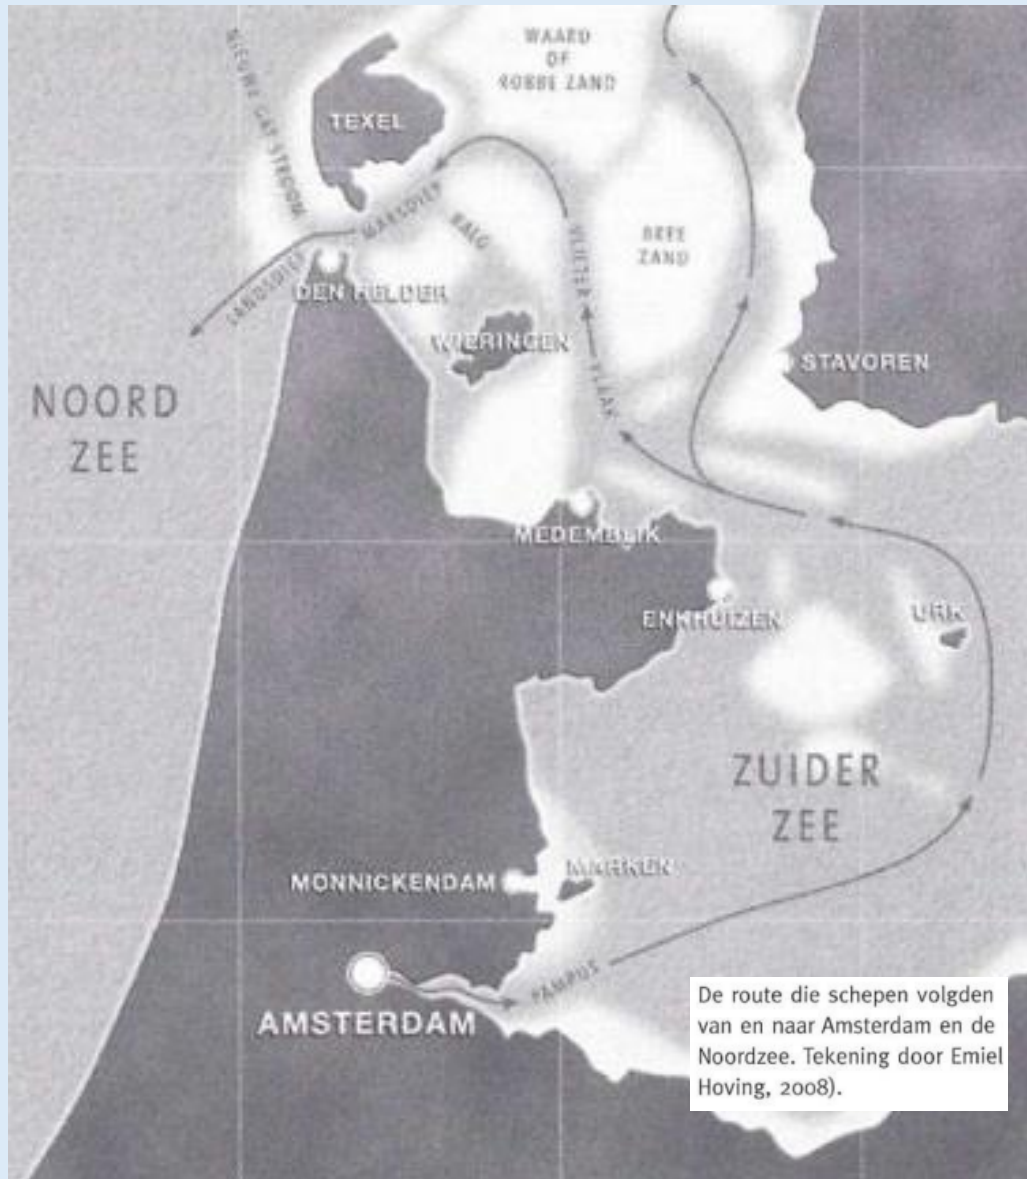 WAARD
OF
ROBBE ZAND
NIEUWE GAT STROOM
TEXEL
MARSDIEP
BALG
VLIETER
BREE
ZAND
LANDSDIEP
DEN HELDER
WIERINGEN
VLAAK
STAVOREN
NOORD
ZEE
MEDEMBLIK
ENKHUIZEN
URK
ZUIDER
ZEE
MONNICKENDAM
MARKEN
PAMPUS
AMSTERDAM
De route die schepen volgden
van en naar Amsterdam en de
Noordzee. Tekening door Emiel
Hoving, 2008).